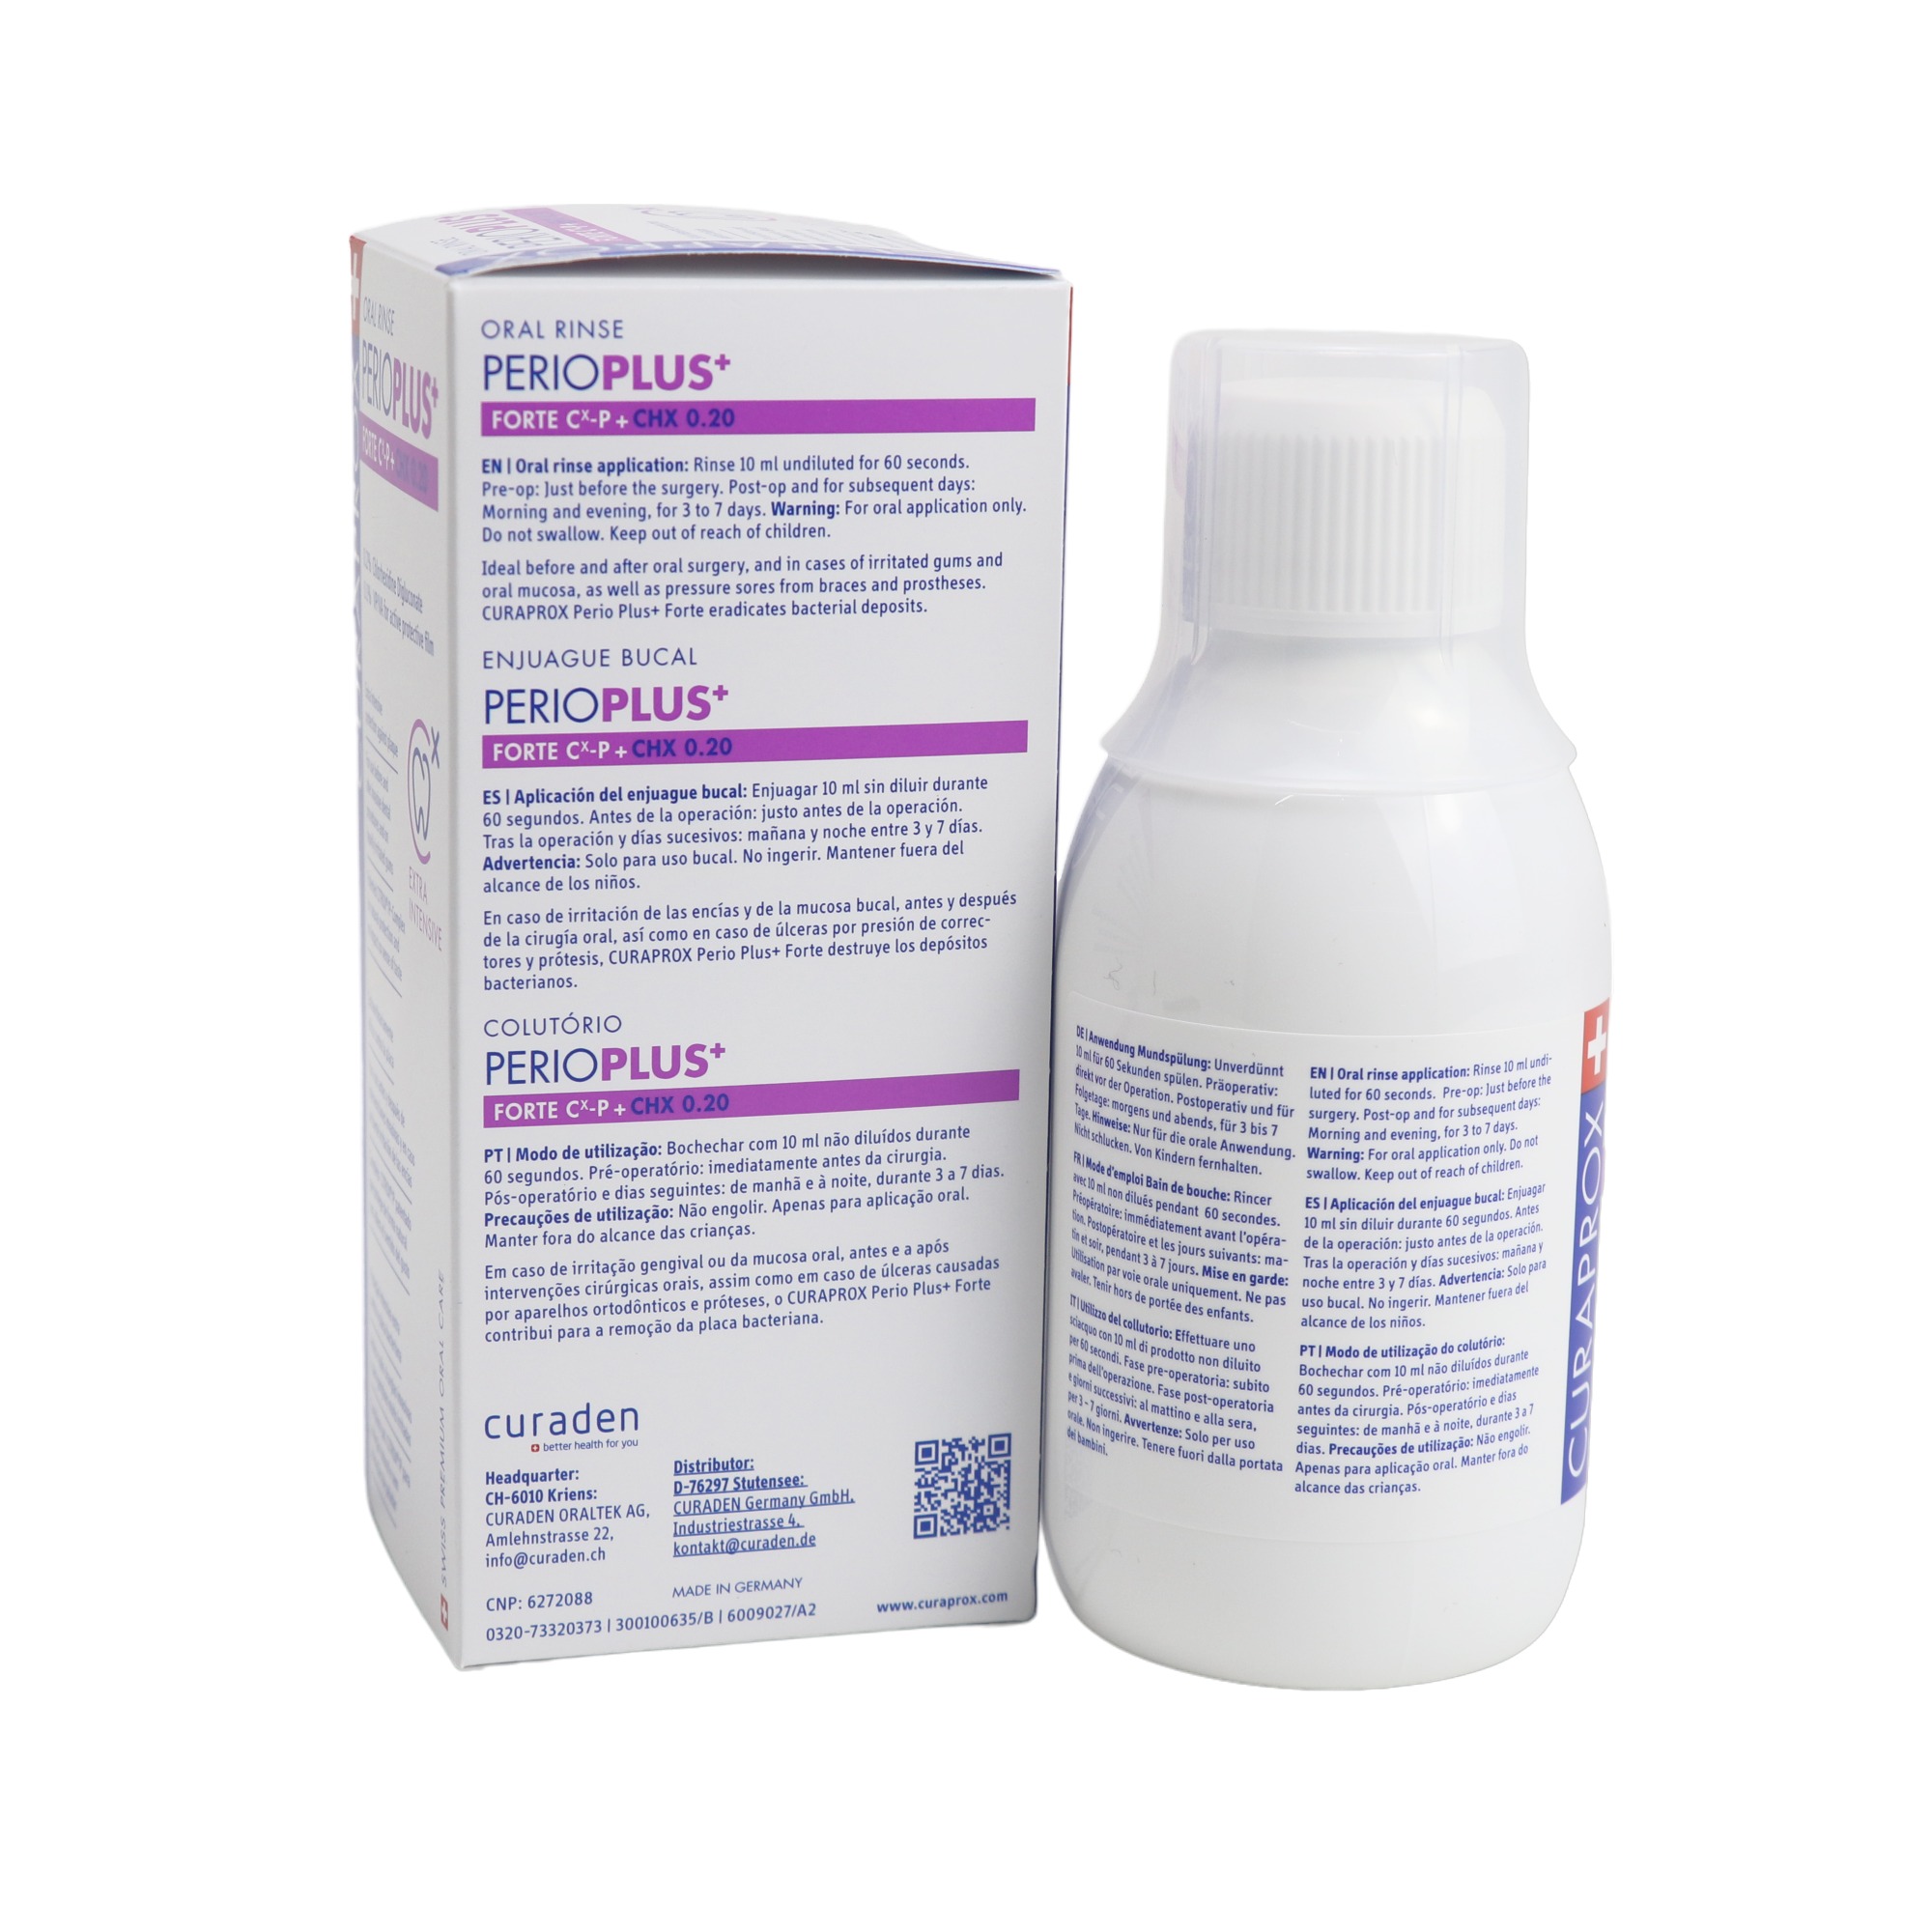 ORAL RINSE
PERIOPLUS+
FORTE Cx-P + CHX 0.20
EN | Oral rinse application: Rinse 10 ml undiluted for 60 seconds.
Pre-op: Just before the surgery. Post-op and for subsequent days:
Morning and evening, for 3 to 7 days. Warning: For oral application only.
Do not swallow. Keep out of reach of children.
Ideal before and after oral surgery, and in cases of irritated gums and
oral mucosa, as well as pressure sores from braces and prostheses.
CURAPROX Perio Plus+ Forte eradicates bacterial deposits.
ENJUAGUE BUCAL
PERIOPLUS+
FORTE Cx-P + CHX 0.20
ES | Aplicación del enjuague bucal: Enjuagar 10 ml sin diluir durante
60 segundos. Antes de la operación: justo antes de la operación.
Tras la operación y días sucesivos: mañana y noche entre 3 y 7 días.
Advertencia: Solo para uso bucal. No ingerir. Mantener fuera del
alcance de los niños.
En caso de irritación de las encías y de la mucosa bucal, antes y después
de la cirugía oral, así como en caso de úlceras por presión de correc-
tores y prótesis, CURAPROX Perio Plus+ Forte destruye los depósitos
bacterianos.
COLUTÓRIO
PERIOPLUS+
FORTE Cx-P + CHX 0.20
PT | Modo de utilização: Bochechar com 10 ml não diluídos durante
60 segundos. Pré-operatório: imediatamente antes da cirurgia.
Pós-operatório e dias seguintes: de manhã e à noite, durante 3 a 7 dias.
Precauções de utilização: Não engolir. Apenas para aplicação oral.
Manter fora do alcance das crianças.
Em caso de irritação gengival ou da mucosa oral, antes e a após
intervenções cirúrgicas orais, assim como em caso de úlceras causadas
por aparelhos ortodônticos e próteses, o CURAPROX Perio Plus+ Forte
contribui para a remoção da placa bacteriana.
curaden
better health for you
Headquarter:
CH-6010 Kriens:
CURADEN ORALTEK AG,
Amlehnstrasse 22,
info@curaden.ch
Distributor:
D-76297 Stutensee:
CURADEN Germany GmbH,
Industriestrasse 4,
kontakt@curaden.de
CNP: 6272088
MADE IN GERMANY
0320-73320373 | 300100635/B | 6009027/A2
www.curaprox.com
ORAL RINSE
PERIOPLUS+
FORTE Cx-P + CHX 0.20
Chlorhexidine Digluconate
for active protective film
EXTRA
INTENSIVE
SWISS PREMIUM ORAL CARE
DE | Anwendung Mundspülung: Unverdünnt
10 ml für 60 Sekunden spülen. Präoperativ:
direkt vor der Operation. Postoperativ und für
Folgetage: morgens und abends, für 3 bis 7
Tage. Hinweise: Nur für die orale Anwendung.
Nicht schlucken. Von Kindern fernhalten.
FR | Mode d'emploi Bain de bouche: Rincer
avec 10 ml non dilués pendant 60 secondes.
Préopératoire: immédiatement avant l'opéra-
tion. Postopératoire et les jours suivants: ma-
tin et soir, pendant 3 à 7 jours. Mise en garde:
Utilisation par voie orale uniquement. Ne pas
avaler. Tenir hors de portée des enfants.
IT | Utilizzo del collutorio: Effettuare uno
sciacquo con 10 ml di prodotto non diluito
per 60 secondi. Fase pre-operatoria: subito
prima dell'operazione. Fase post-operatoria
e giorni successivi: al mattino e alla sera,
per 3 – 7 giorni. Avvertenze: Solo per uso
orale. Non ingerire. Tenere fuori dalla portata
dei bambini.
EN | Oral rinse application: Rinse 10 ml undi-
luted for 60 seconds. Pre-op: Just before the
surgery. Post-op and for subsequent days:
Morning and evening, for 3 to 7 days.
Warning: For oral application only. Do not
swallow. Keep out of reach of children.
ES | Aplicación del enjuague bucal: Enjuagar
10 ml sin diluir durante 60 segundos. Antes
de la operación: justo antes de la operación.
Tras la operación y días sucesivos: mañana y
noche entre 3 y 7 días. Advertencia: Solo para
uso bucal. No ingerir. Mantener fuera del
alcance de los niños.
PT | Modo de utilização do colutório:
Bochechar com 10 ml não diluídos durante
60 segundos. Pré-operatório: imediatamente
antes da cirurgia. Pós-operatório e dias
seguintes: de manhã e à noite, durante 3 a 7
dias. Precauções de utilização: Não engolir.
Apenas para aplicação oral. Manter fora do
alcance das crianças.
CURAPROX